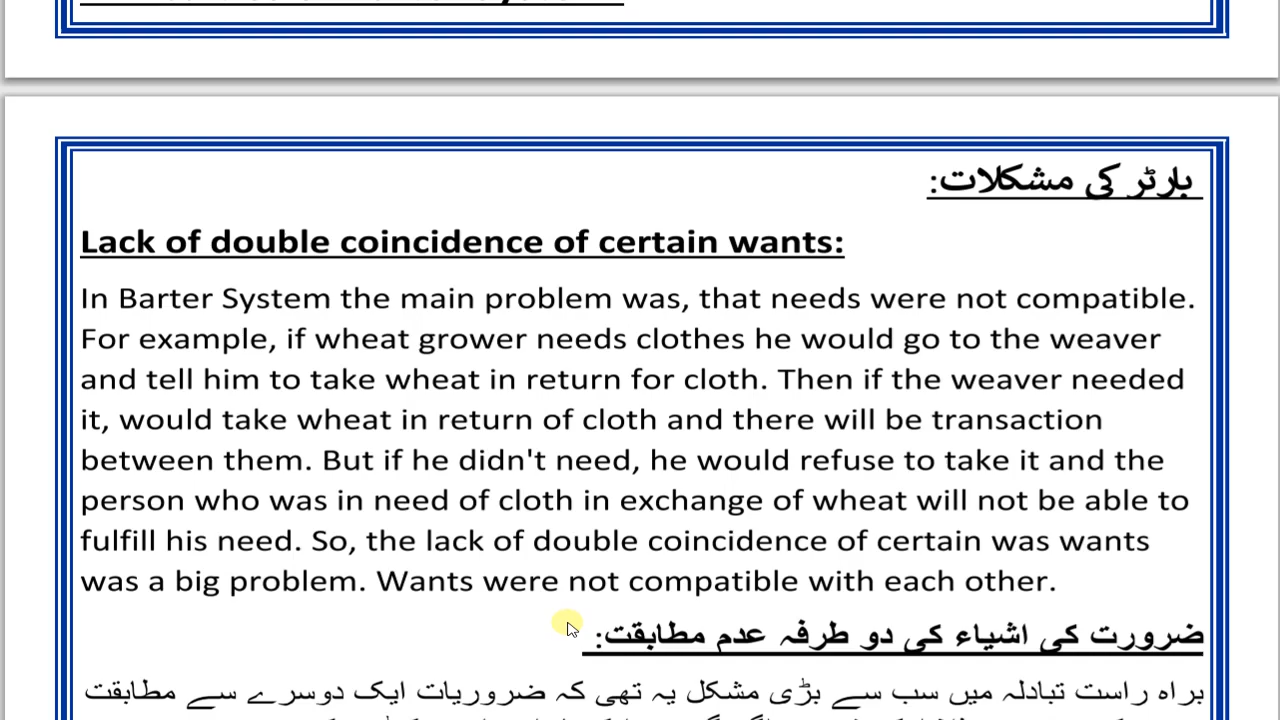 بارٹر کی مشکلات:
Lack of double coincidence of certain wants:
In Barter System the main problem was, that needs were not compatible.
For example, if wheat grower needs clothes he would go to the weaver
and tell him to take wheat in return for cloth. Then if the weaver needed
it, would take wheat in return of cloth and there will be transaction
between them. But if he didn't need, he would refuse to take it and the
person who was in need of cloth in exchange of wheat will not be able to
fulfill his need. So, the lack of double coincidence of certain was wants
was a big problem. Wants were not compatible with each other.
ضرورت کی اشیاء کی دو طرفہ عدم مطابقت:
براہ راست تبادلہ میں سب سے بڑی مشکل یہ تھی کہ ضروریات ایک دوسرے سے مطابقت